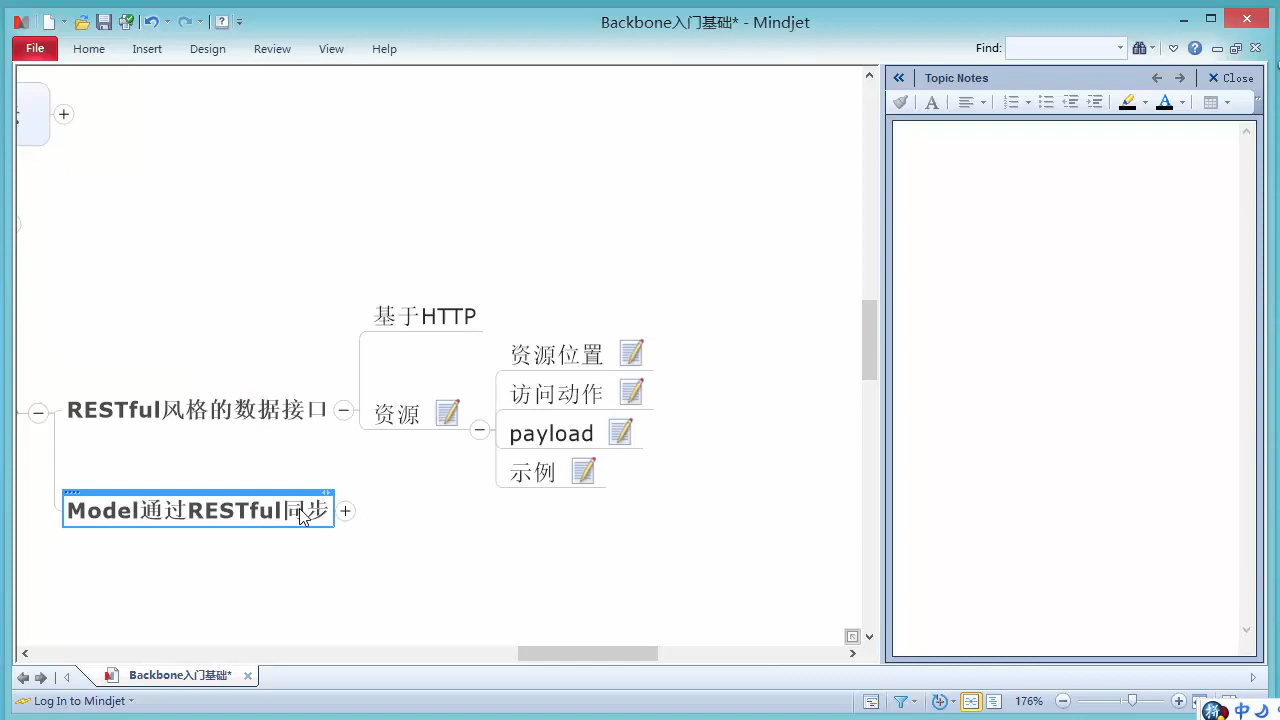 Backbone入门基础* - Mindjet
File Home Insert Design Review View Help Find:
Topic Notes Close
基于HTTP
资源位置
访问动作
RESTful风格的数据接口
资源
payload
示例
Model通过RESTful同步
Backbone入门基础*
Log In to Mindjet 176%
拼 中